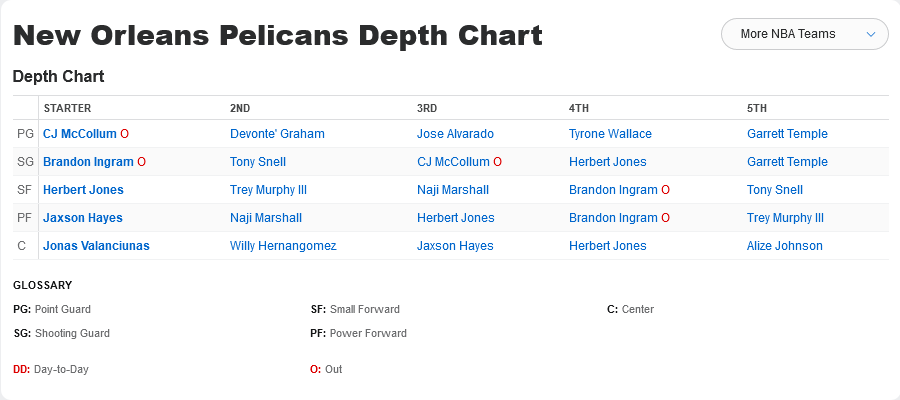 New Orleans Pelicans Depth Chart
More NBA Teams
Depth Chart
STARTER 2ND 3RD 4TH 5TH
PG CJ McCollum O Devonte' Graham Jose Alvarado Tyrone Wallace Garrett Temple
SG Brandon Ingram O Tony Snell CJ McCollum O Herbert Jones Garrett Temple
SF Herbert Jones Trey Murphy III Naji Marshall Brandon Ingram O Tony Snell
PF Jaxson Hayes Naji Marshall Herbert Jones Brandon Ingram O Trey Murphy III
C Jonas Valanciunas Willy Hernangomez Jaxson Hayes Herbert Jones Alize Johnson
GLOSSARY
PG: Point Guard SF: Small Forward C: Center
SG: Shooting Guard PF: Power Forward
DD: Day-to-Day O: Out